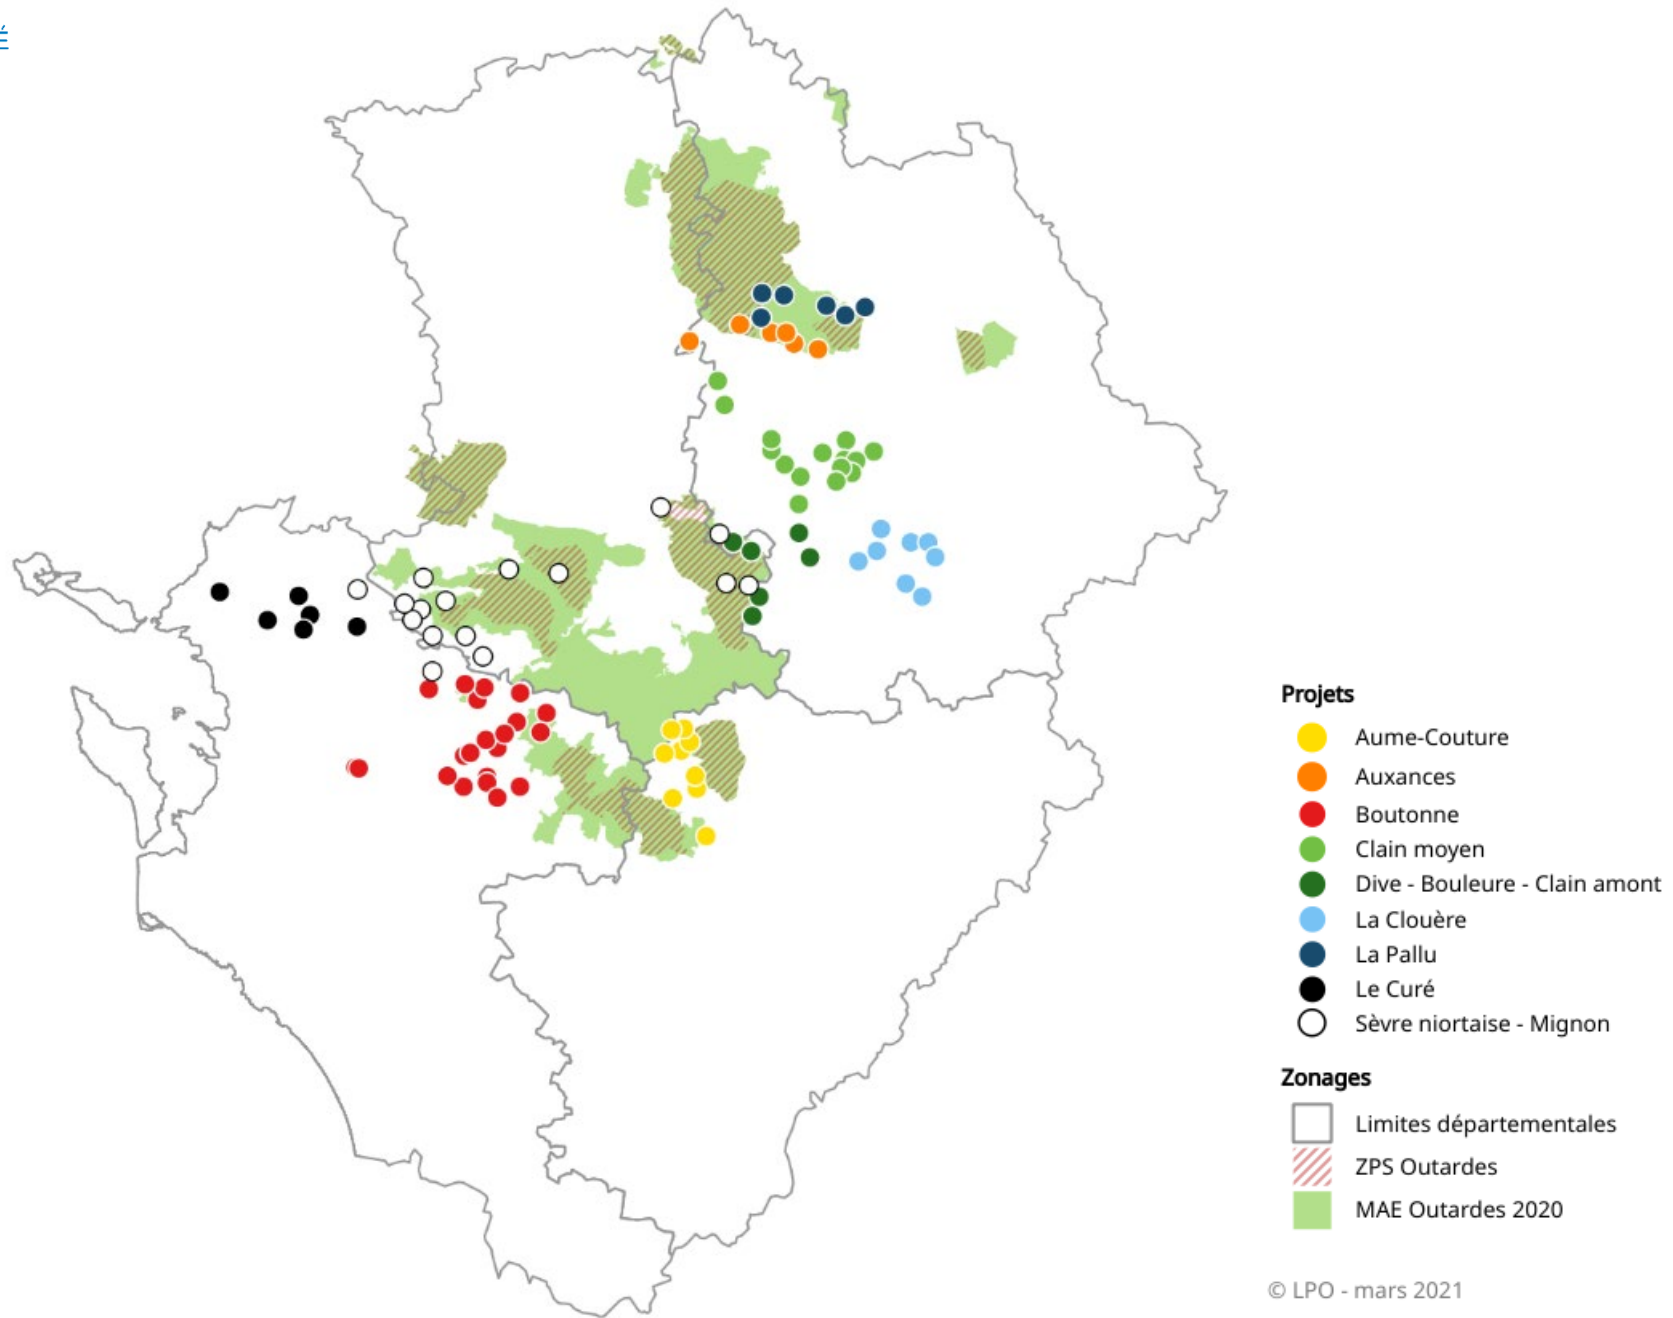 Projets
Aume-Couture
Auxances
Boutonne
Clain moyen
Dive - Bouleure - Clain amont
La Clouère
La Pallu
Le Curé
Sèvre niortaise - Mignon
Zonages
Limites départementales
ZPS Outardes
MAE Outardes 2020
© LPO - mars 2021